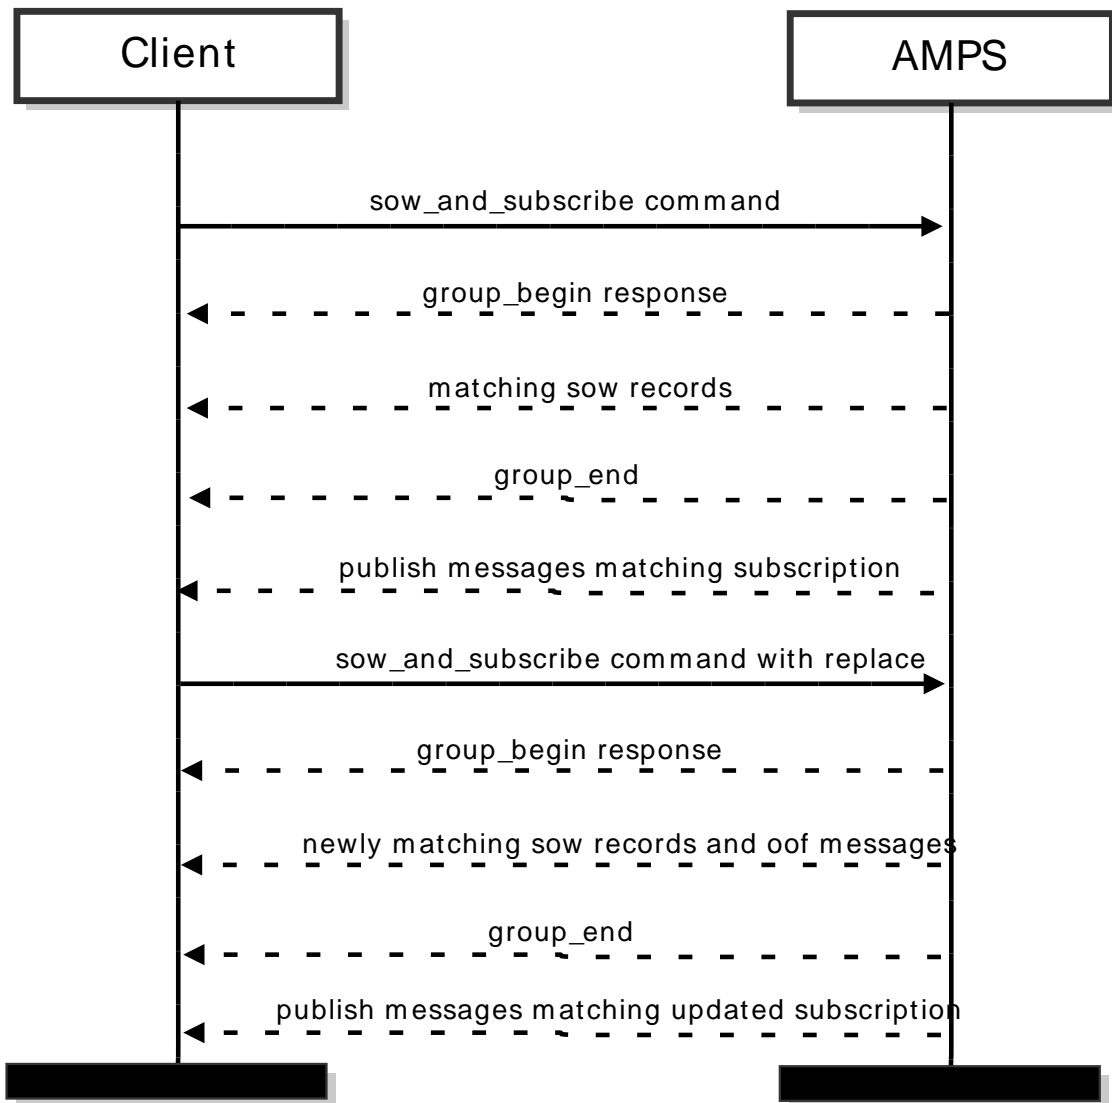 Client
AMPS
sow_and_subscribe command
group_begin response
matching sow records
group_end
publish messages matching subscription
sow_and_subscribe command with replace
group_begin response
newly matching sow records and oof messages
group_end
publish messages matching updated subscription